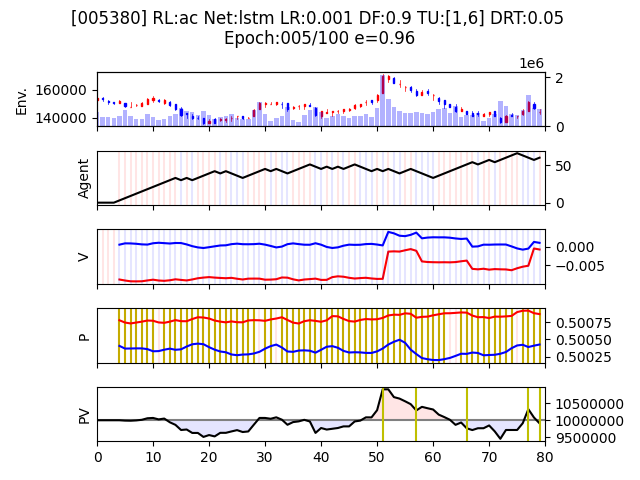 [005380] RL:ac Net:lstm LR:0.001 DF:0.9 TU:[1,6] DRT:0.05
Epoch:005/100 e=0.96
1e6
Env.
160000
140000
2
0
Agent
50
0
V
0.000
−0.005
P
0.50075
0.50050
0.50025
PV
10500000
10000000
9500000
0 10 20 30 40 50 60 70 80